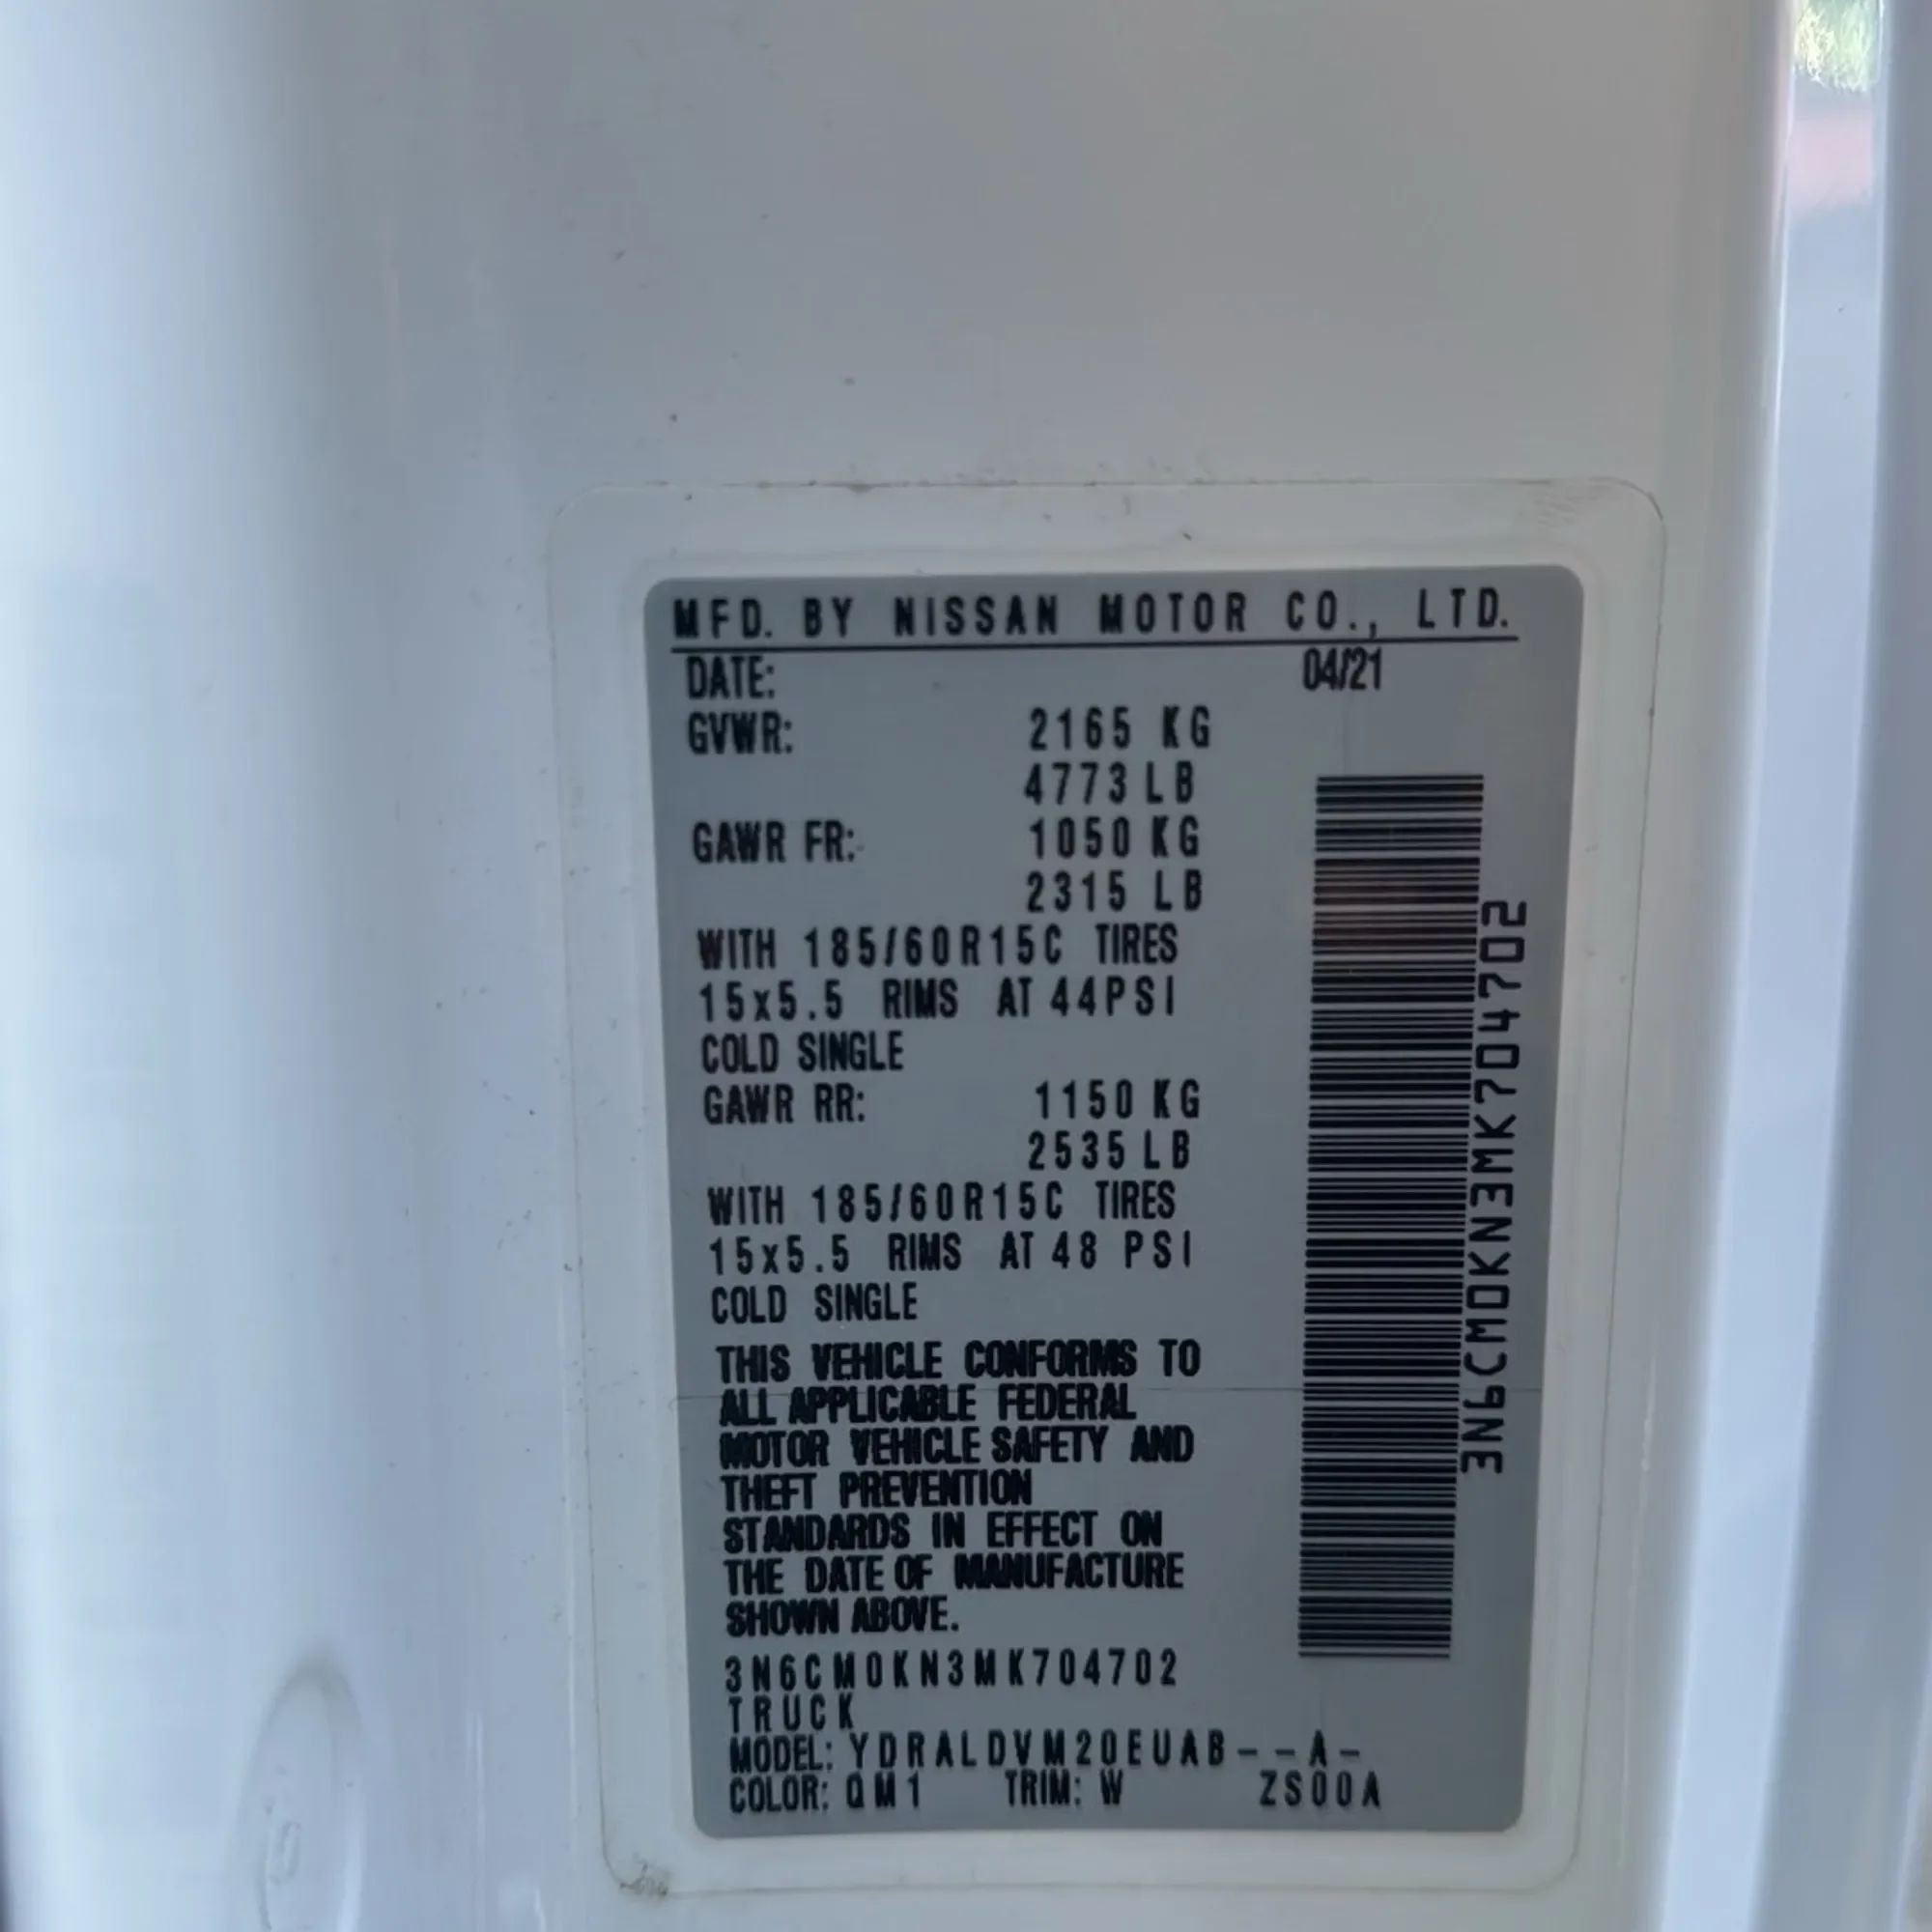 MFD. BY NISSAN MOTOR CO., LTD.
DATE: 04/21
GVWR: 2165 KG
4773 LB
GAWR FR: 1050 KG
2315 LB
WITH 185/60R15C TIRES
15x5.5 RIMS AT 44PSI
COLD SINGLE
GAWR RR: 1150 KG
2535 LB
WITH 185/60R15C TIRES
15x5.5 RIMS AT 48 PSI
COLD SINGLE
THIS VEHICLE CONFORMS TO
ALL APPLICABLE FEDERAL
MOTOR VEHICLE SAFETY AND
THEFT PREVENTION
STANDARDS IN EFFECT ON
THE DATE OF MANUFACTURE
SHOWN ABOVE.
3N6CM0KN3MK704702
TRUCK
MODEL: YDRALDVM20EUAB--A-
COLOR: QM1 TRIM: W ZS00A
3N6CM0KN3MK704702